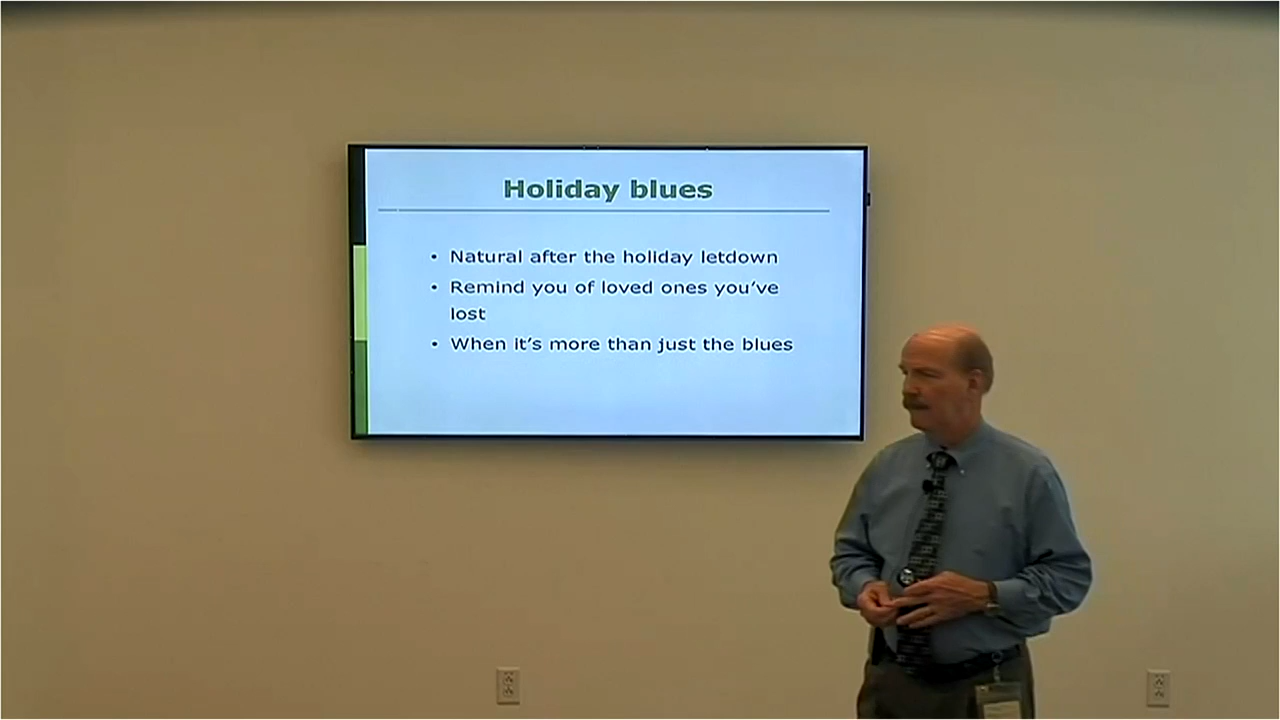 Holiday blues
• Natural after the holiday letdown
• Remind you of loved ones you've
lost
• When it's more than just the blues